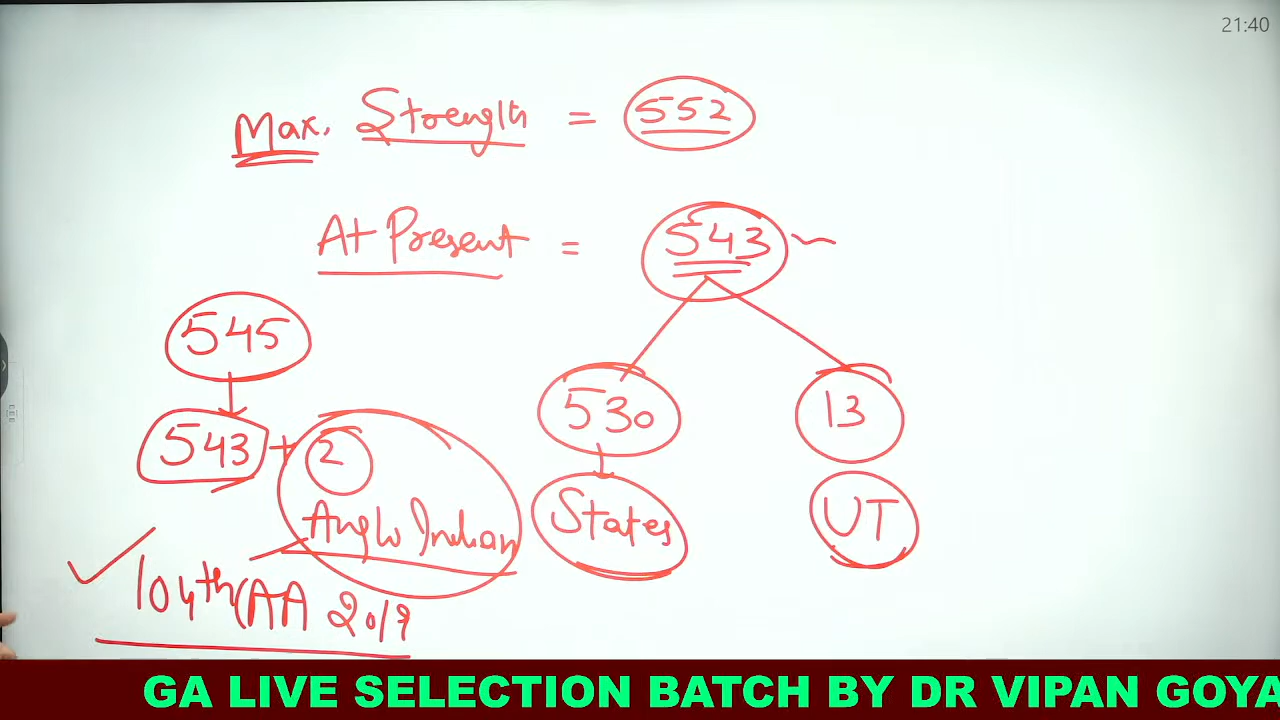 21:40
Max. Strength = 552
At Present = 543
545
543 + 2
Anglo Indian
530
13
States
UT
104th CAA 2019
GA LIVE SELECTION BATCH BY DR VIPAN GOYA